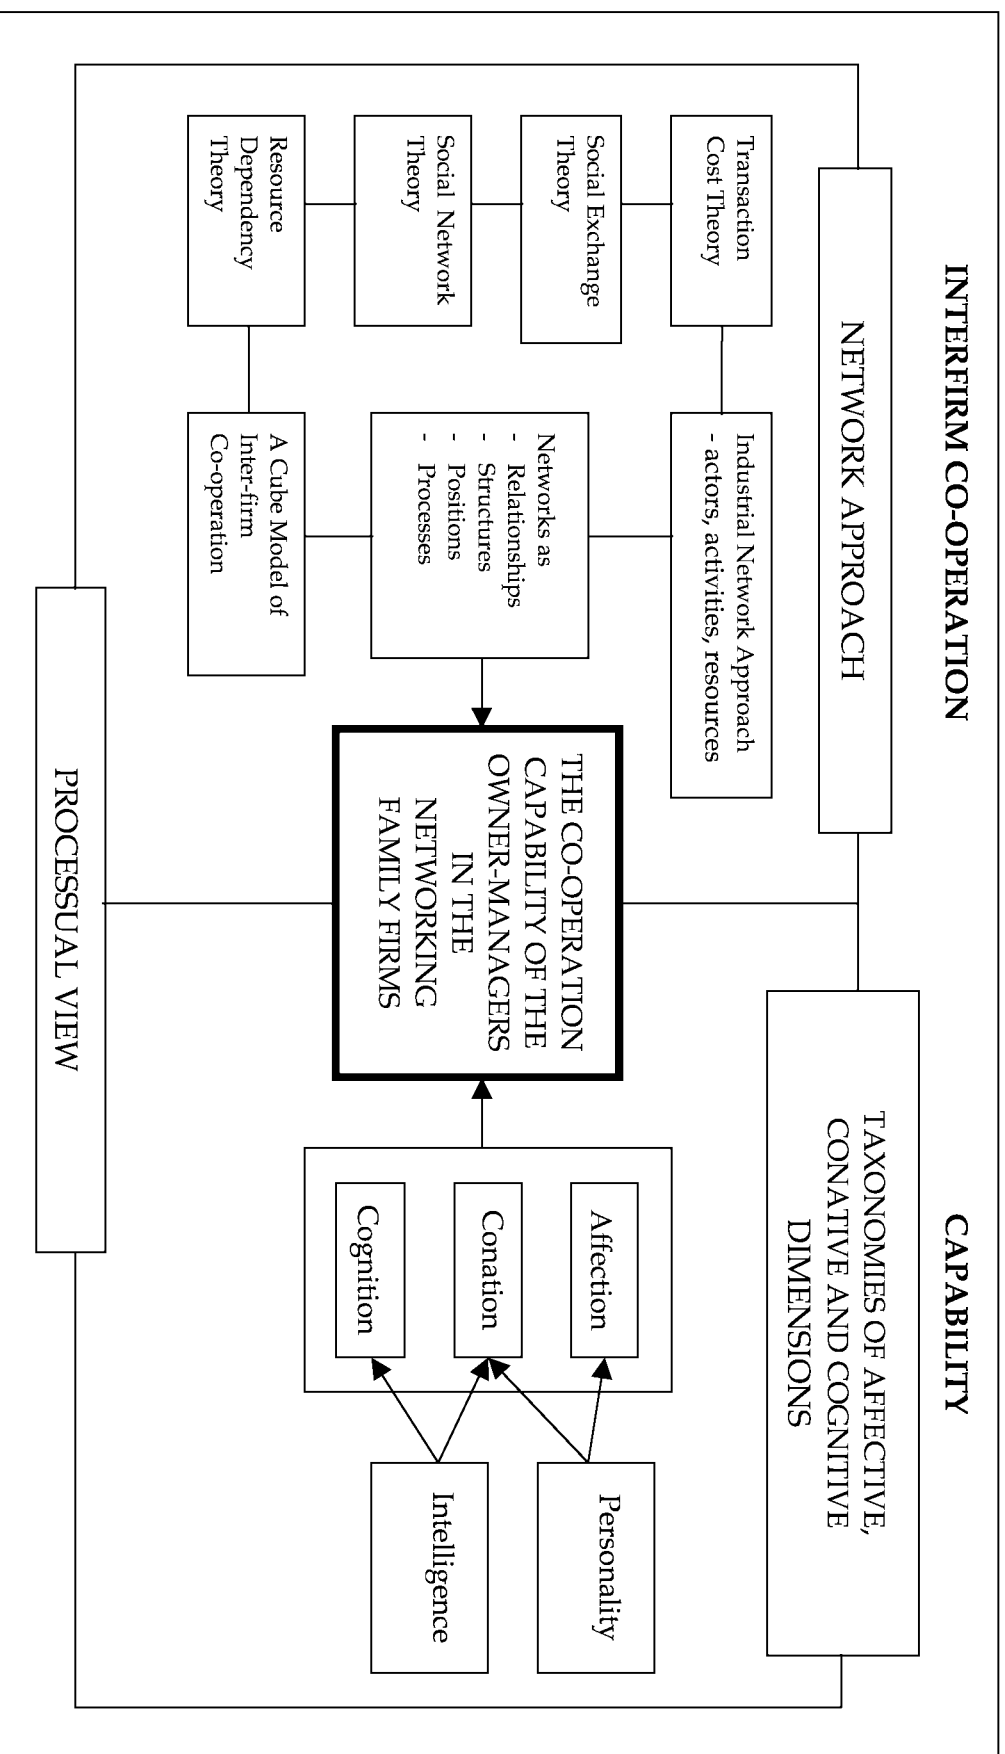 INTERFIRM CO-OPERATION
CAPABILITY
NETWORK APPROACH
TAXONOMIES OF AFFECTIVE,
CONATIVE AND COGNITIVE
DIMENSIONS
Transaction
Cost Theory
Industrial Network Approach
- actors, activities, resources
Social Exchange
Theory
Networks as
- Relationships
- Structures
- Positions
- Processes
Social Network
Theory
Resource
Dependency
Theory
A Cube Model of
Inter-firm
Co-operation
THE CO-OPERATION
CAPABILITY OF THE
OWNER-MANAGERS
IN THE
NETWORKING
FAMILY FIRMS
Affection
Conation
Cognition
Personality
Intelligence
PROCESSUAL VIEW